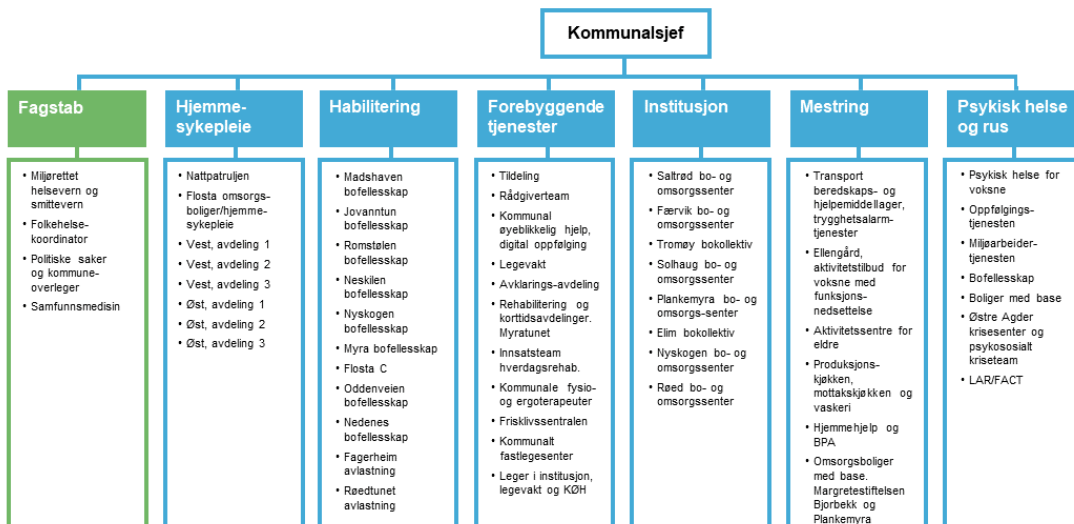 Kommunalsjef
Fagstab
• Miljørettet
helsevern og
smittevern
• Folkehelse-
koordinator
• Politiske saker
og kommune-
overleger
• Samfunnsmedisin
Hjemme-
sykepleie
• Nattpatruljen
• Flosta omsorgs-
boliger/hjemme-
sykepleie
• Vest, avdeling 1
• Vest, avdeling 2
• Vest, avdeling 3
• Øst, avdeling 1
• Øst, avdeling 2
• Øst, avdeling 3
Habilitering
• Madshaven
bofellesskap
• Jovanntun
bofellesskap
• Romstølen
bofellesskap
• Neskilen
bofellesskap
• Nyskogen
bofellesskap
• Myra bofellesskap
• Flosta C
• Oddenveien
bofellesskap
• Nedenes
bofellesskap
• Fagerheim
avlastning
• Røedtunet
avlastning
Forebyggende
tjenester
• Tildeling
• Rådgiverteam
• Kommunal
øyeblikkelig hjelp,
digital oppfølging
• Legevakt
• Avklarings-avdeling
• Rehabilitering og
korttidsavdelinger.
Myratunet
• Innsatsteam
hverdagsrehab.
• Kommunale fysio-
og ergoterapeuter
• Frisklivssentralen
• Kommunalt
fastlegesenter
• Leger i institusjon,
legevakt og KØH
Institusjon
• Saltrød bo- og
omsorgssenter
• Færvik bo- og
omsorgssenter
• Tromøy bokollektiv
• Solhaug bo- og
omsorgssenter
• Plankemyra bo- og
omsorgs-senter
• Elim bokollektiv
• Nyskogen bo- og
omsorgssenter
• Røed bo- og
omsorgssenter
Mestring
• Transport
beredskaps- og
hjelpemiddellager,
trygghetsalarm-
tjenester
• Ellengård,
aktivitetstilbud for
voksne med
funksjons-
nedsettelse
• Aktivitetssentre for
eldre
• Produksjons-
kjøkken,
mottakskjøkken og
vaskeri
• Hjemmehjelp og
BPA
• Omsorgsboliger
med base.
Margretestiftelsen
Bjorbekk og
Plankemyra
Psykisk helse
og rus
• Psykisk helse for
voksne
• Oppfølgings-
tjenesten
• Miljøarbeider-
tjenesten
• Bofellesskap
• Boliger med base
• Østre Agder
krisesenter og
psykososialt
kriseteam
• LAR/FACT